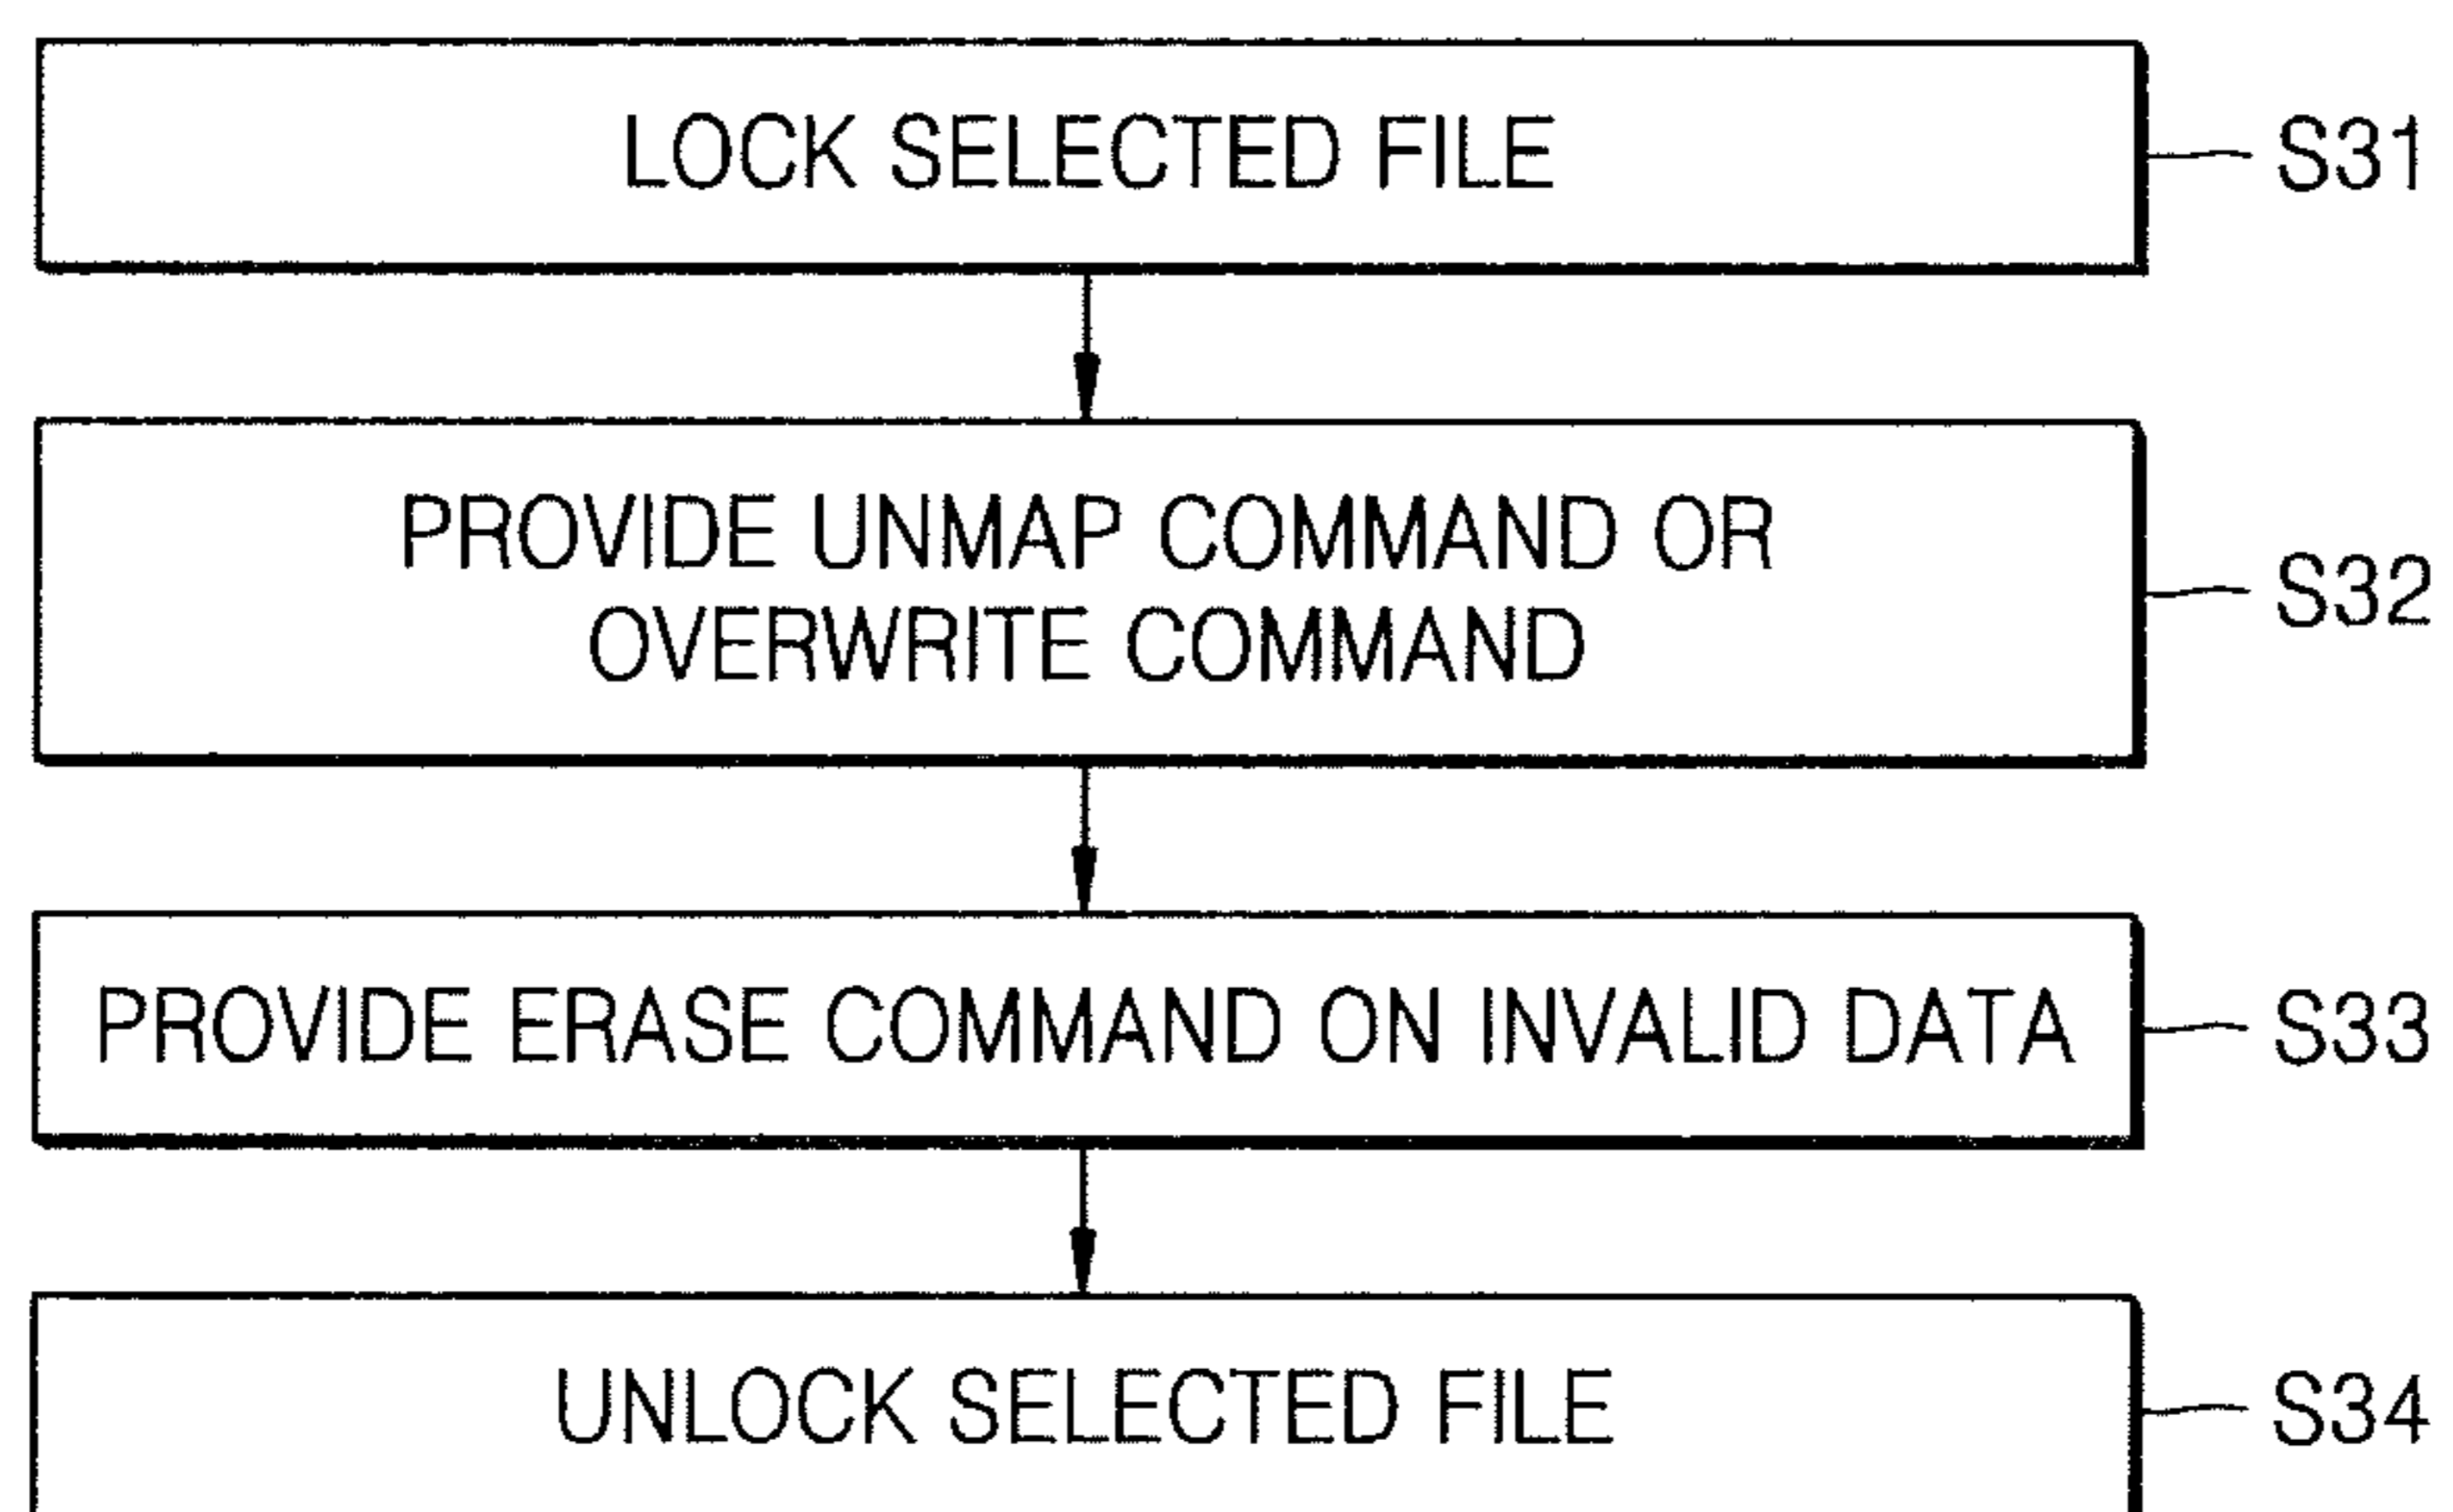 LOCK SELECTED FILE
S31
PROVIDE UNMAP COMMAND OR
OVERWRITE COMMAND
S32
PROVIDE ERASE COMMAND ON INVALID DATA
S33
UNLOCK SELECTED FILE
S34